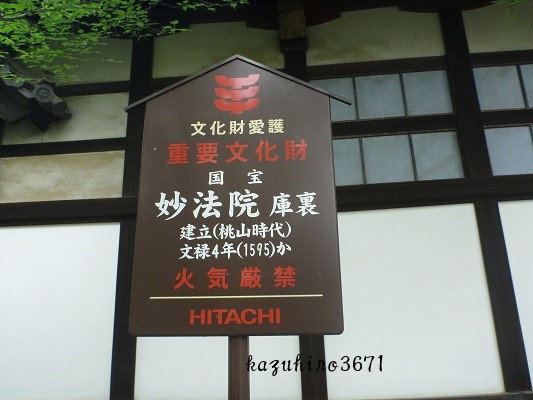 文化財愛護
重要文化財
国宝
妙法院 庫裏
建立(桃山時代)
文禄4年(1595)か
火気厳禁
HITACHI
kazuhiro3671